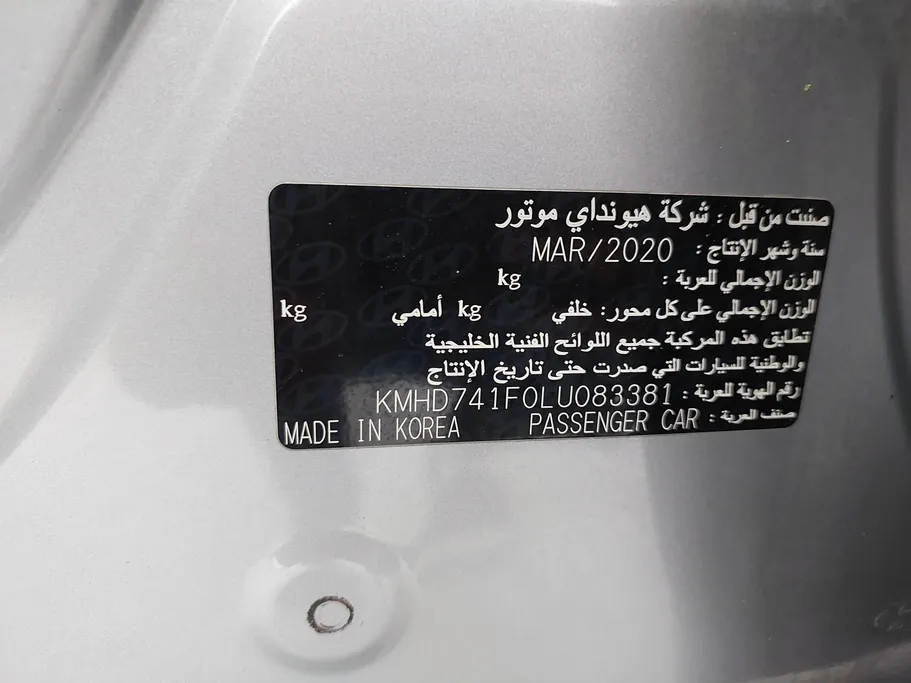 صنعت من قبل : شركة هيونداي موتور
سنة وشهر الإنتاج : MAR/2020
الوزن الإجمالي للعربة : kg
الوزن الإجمالي على كل محور: خلفي kg أمامي kg
تطابق هذه المركبة جميع اللوائح الفنية الخليجية
والوطنية للسيارات التي صدرت حتى تاريخ الإنتاج
رقم الهوية للعربة : KMHD741F0LU083381
صنف العربة : PASSENGER CAR MADE IN KOREA